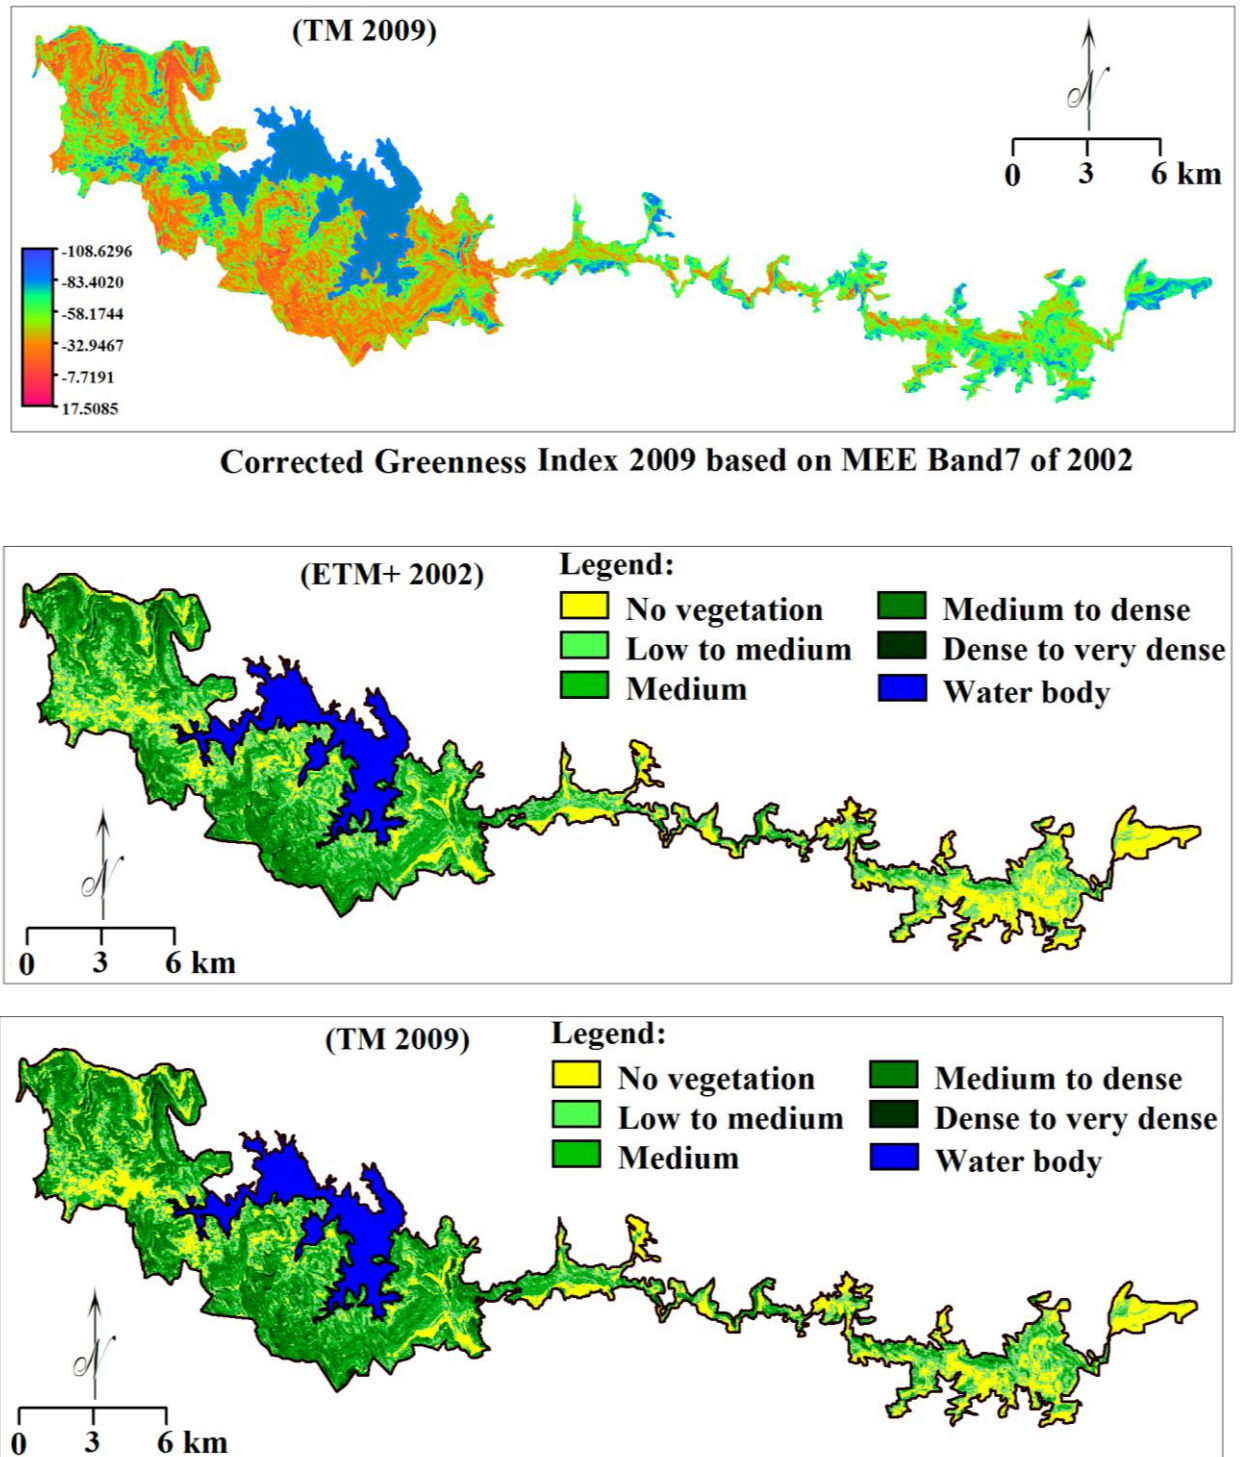 (TM 2009)
N
0 3 6 km
-108.6296
-83.4020
-58.1744
-32.9467
-7.7191
17.5085
Corrected Greenness Index 2009 based on MEE Band7 of 2002
(ETM+ 2002)
Legend:
No vegetation
Low to medium
Medium
Medium to dense
Dense to very dense
Water body
N
0 3 6 km
(TM 2009)
Legend:
No vegetation
Low to medium
Medium
Medium to dense
Dense to very dense
Water body
N
0 3 6 km